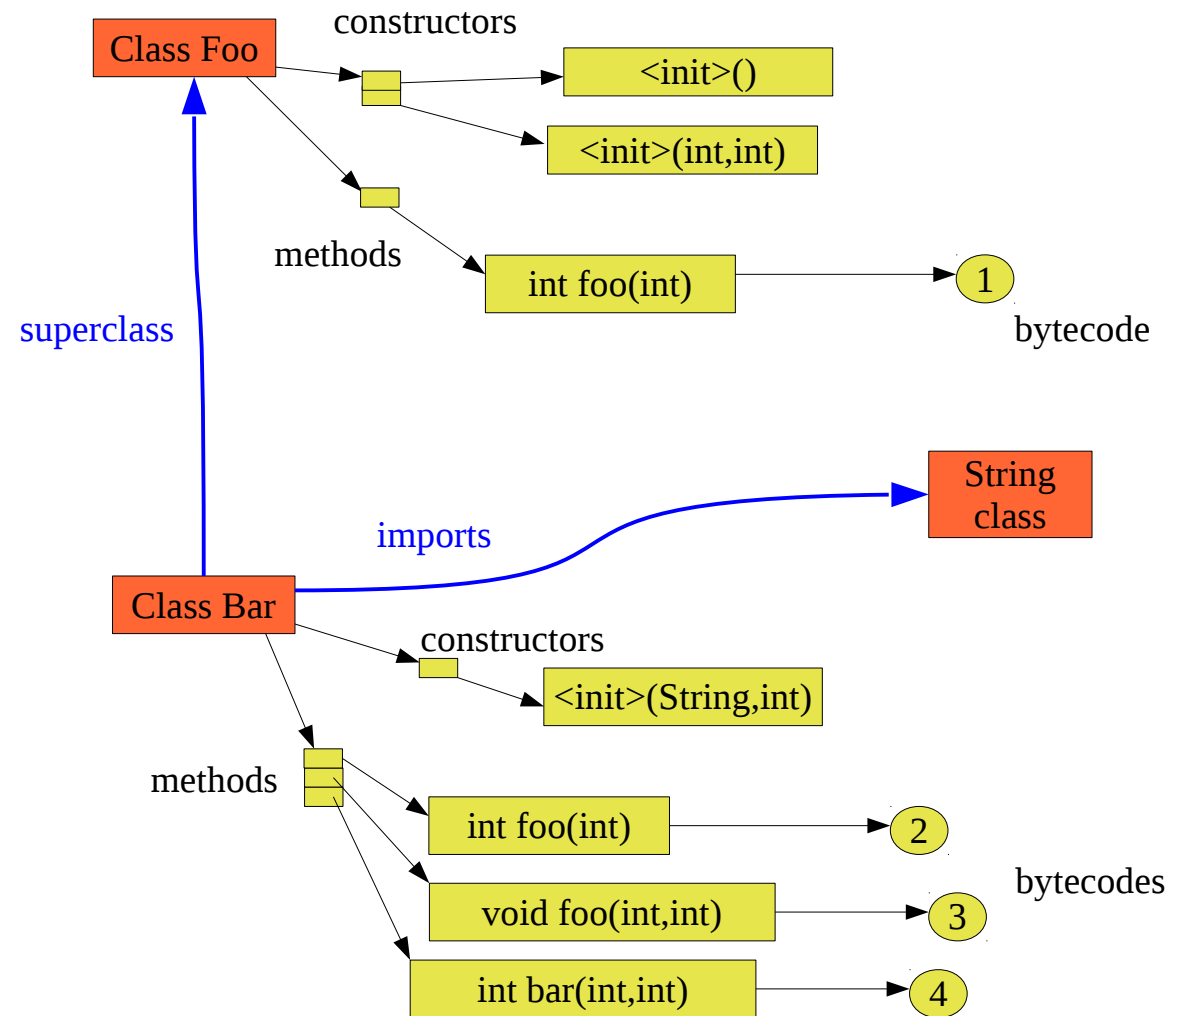 constructors
Class Foo
<init>()
<init>(int,int)
methods
int foo(int)
1
superclass
bytecode
String
class
imports
Class Bar
constructors
<init>(String,int)
methods
int foo(int)
2
bytecodes
void foo(int,int)
3
int bar(int,int)
4